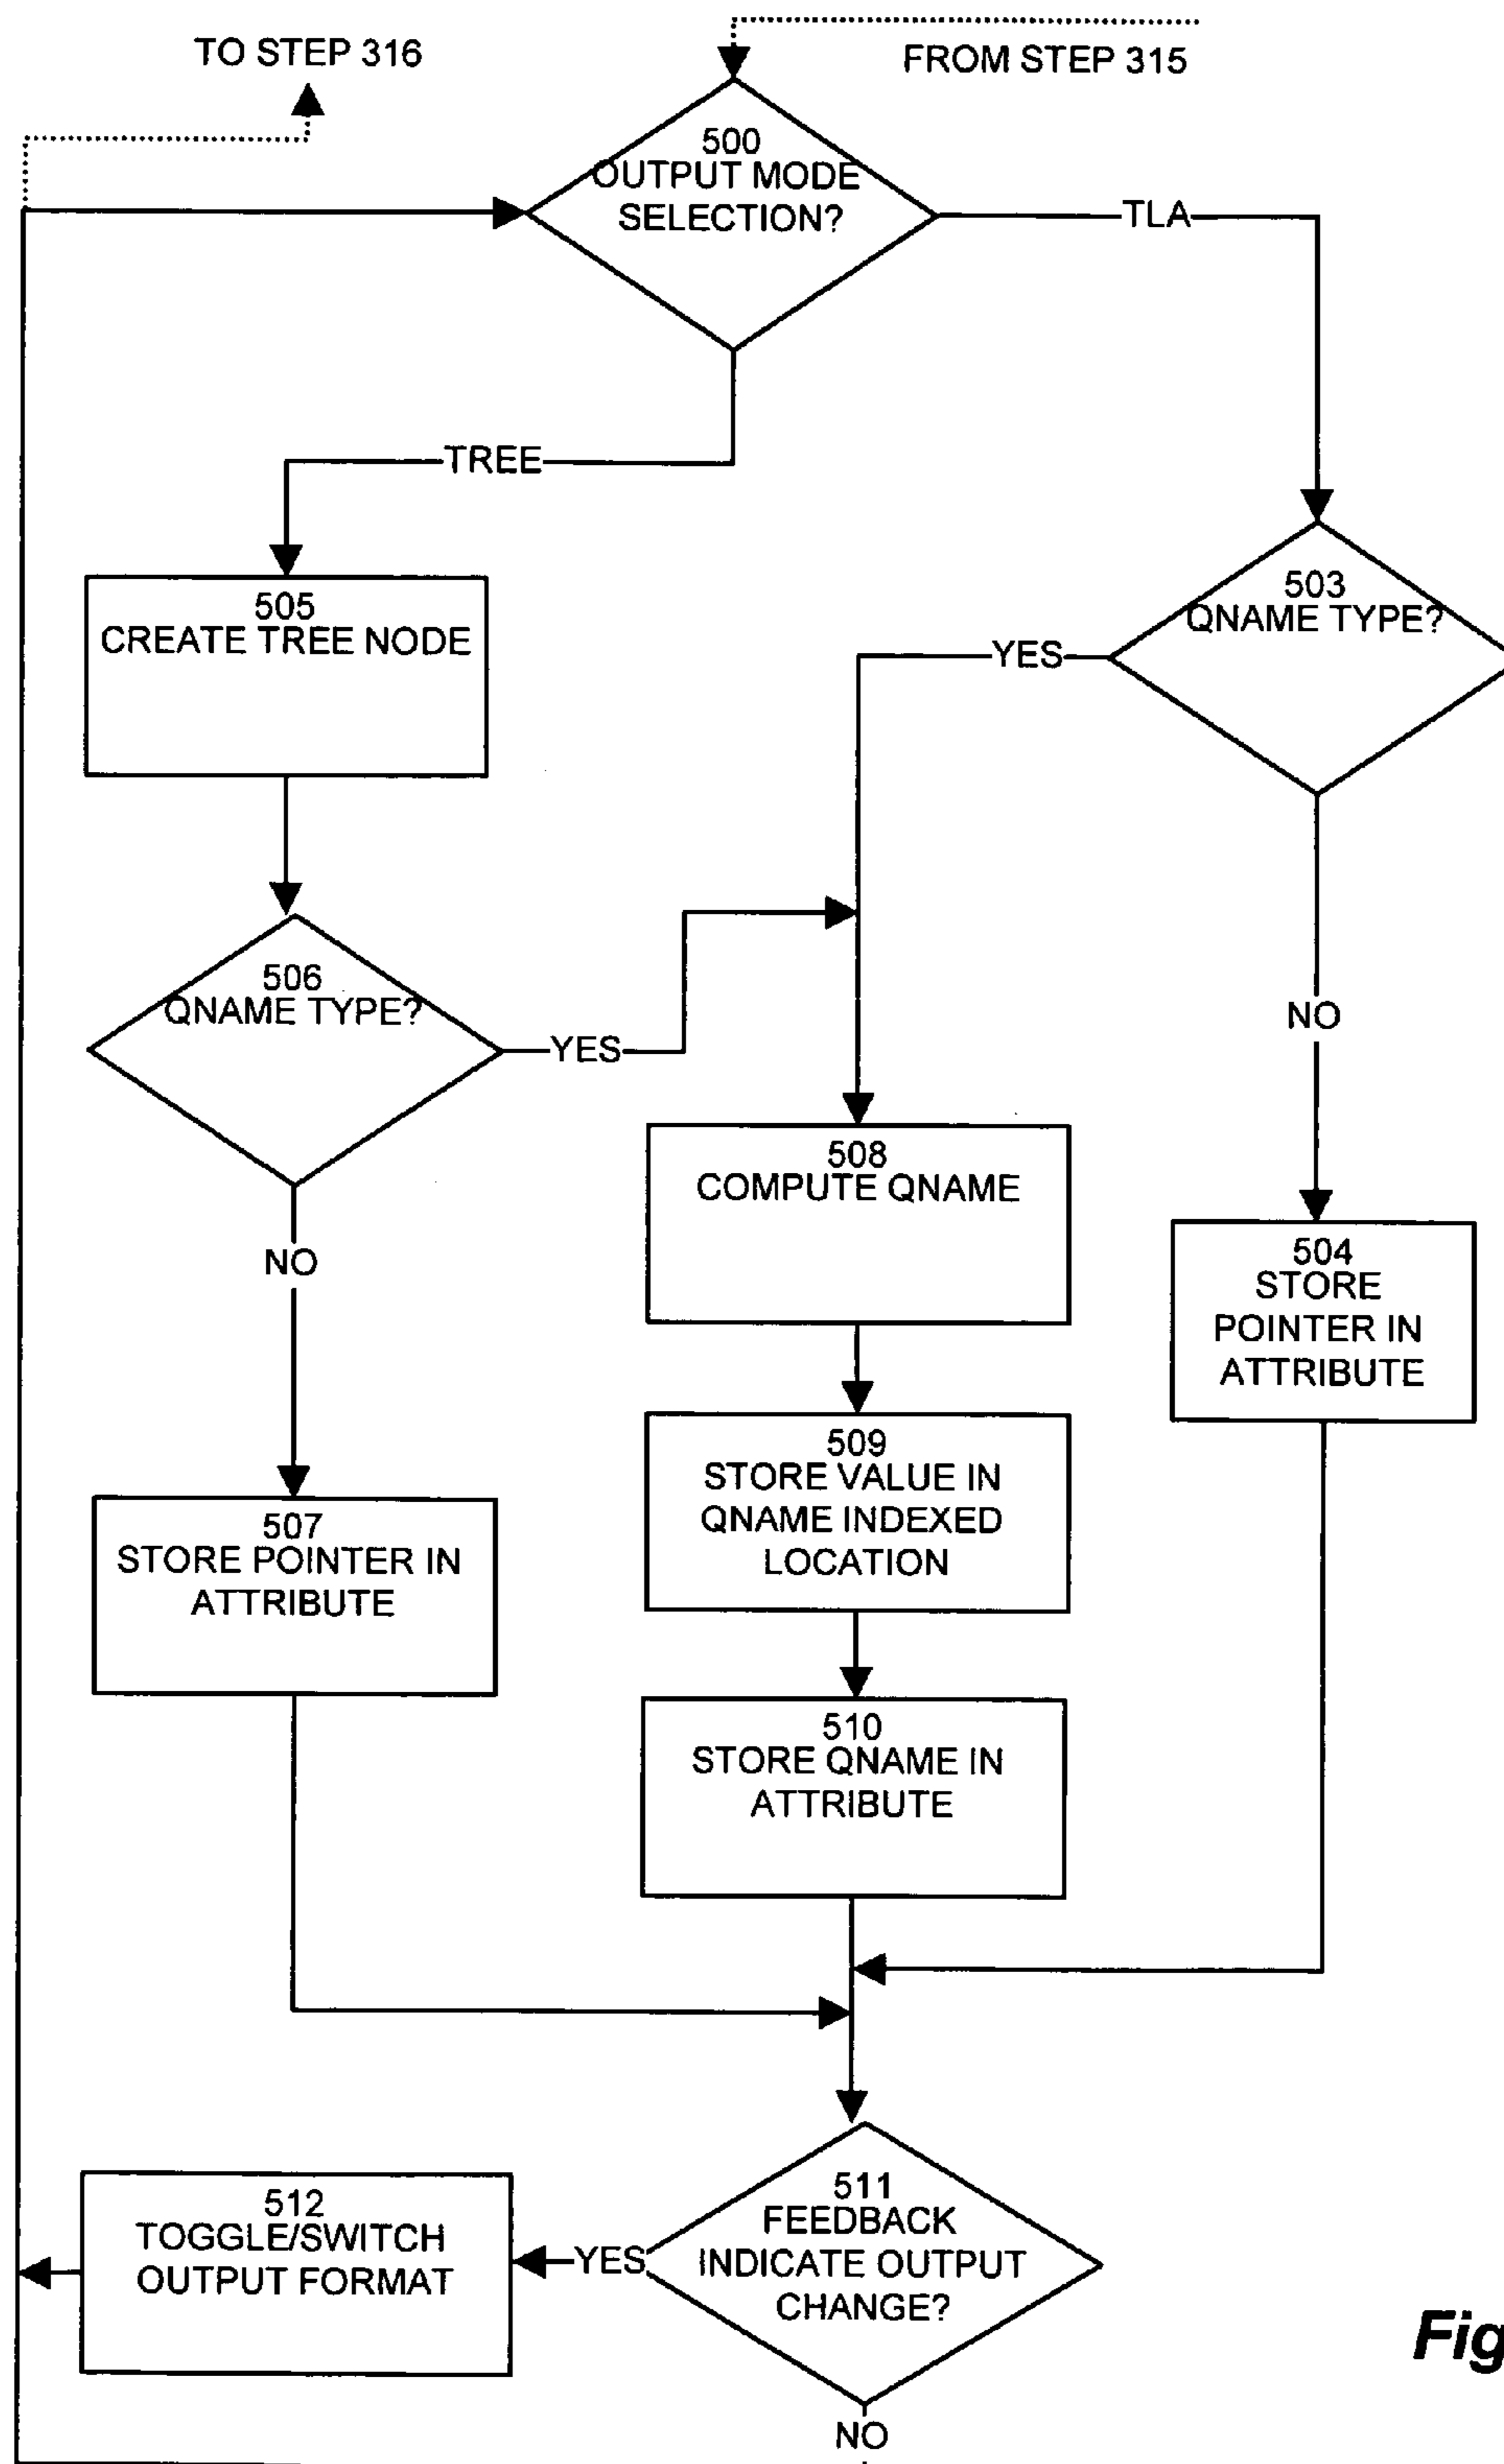 TO STEP 316
FROM STEP 315
500
OUTPUT MODE
SELECTION?
TLA
TREE
505
CREATE TREE NODE
503
QNAME TYPE?
YES
506
QNAME TYPE?
YES
NO
NO
508
COMPUTE QNAME
504
STORE
POINTER IN
ATTRIBUTE
509
STORE VALUE IN
QNAME INDEXED
LOCATION
507
STORE POINTER IN
ATTRIBUTE
510
STORE QNAME IN
ATTRIBUTE
511
FEEDBACK
INDICATE OUTPUT
CHANGE?
YES
512
TOGGLE/SWITCH
OUTPUT FORMAT
NO
Fig